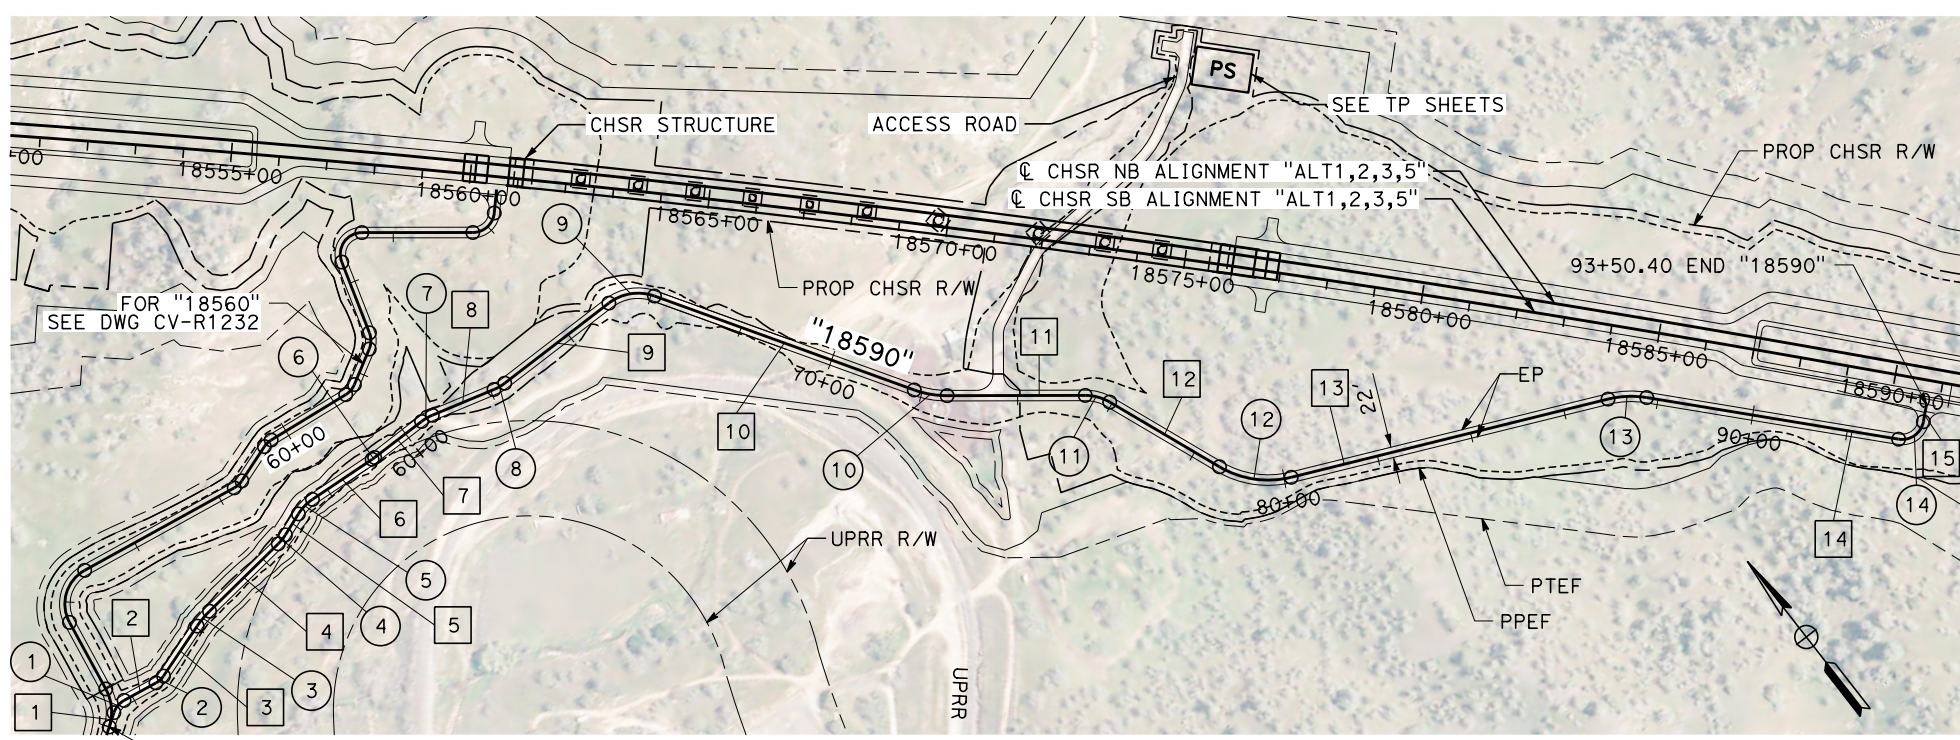 PS
SEE TP SHEETS
CHSR STRUCTURE
ACCESS ROAD
PROP CHSR R/W
+00
18555+00
18560+00
18565+00
18570+00
18575+00
18580+00
18585+00
18590+00
℄ CHSR NB ALIGNMENT "ALT1,2,3,5"
℄ CHSR SB ALIGNMENT "ALT1,2,3,5"
93+50.40 END "18590"
PROP CHSR R/W
FOR "18560"
SEE DWG CV-R1232
"18590"
60+00
60+00
70+00
80+00
90+00
22'
EP
9
7
8
6
9
11
12
13
10
10
11
12
13
8
7
6
14
15
14
UPRR R/W
PTEF
PPEF
5
4
5
4
2
3
3
2
1
1
UPRR